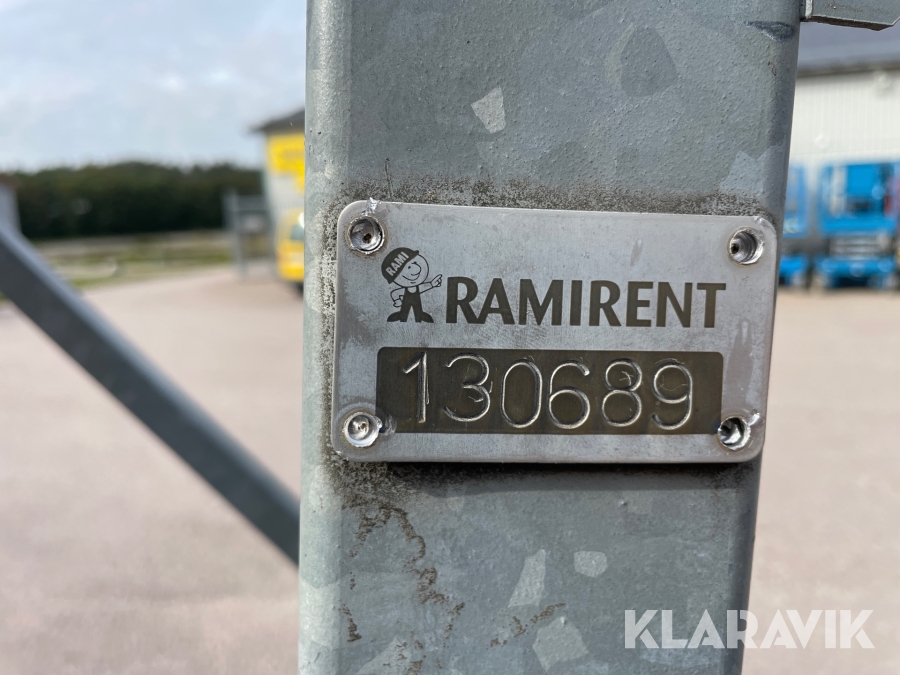 RAMI
RAMIRENT
130689
KLARAVIK